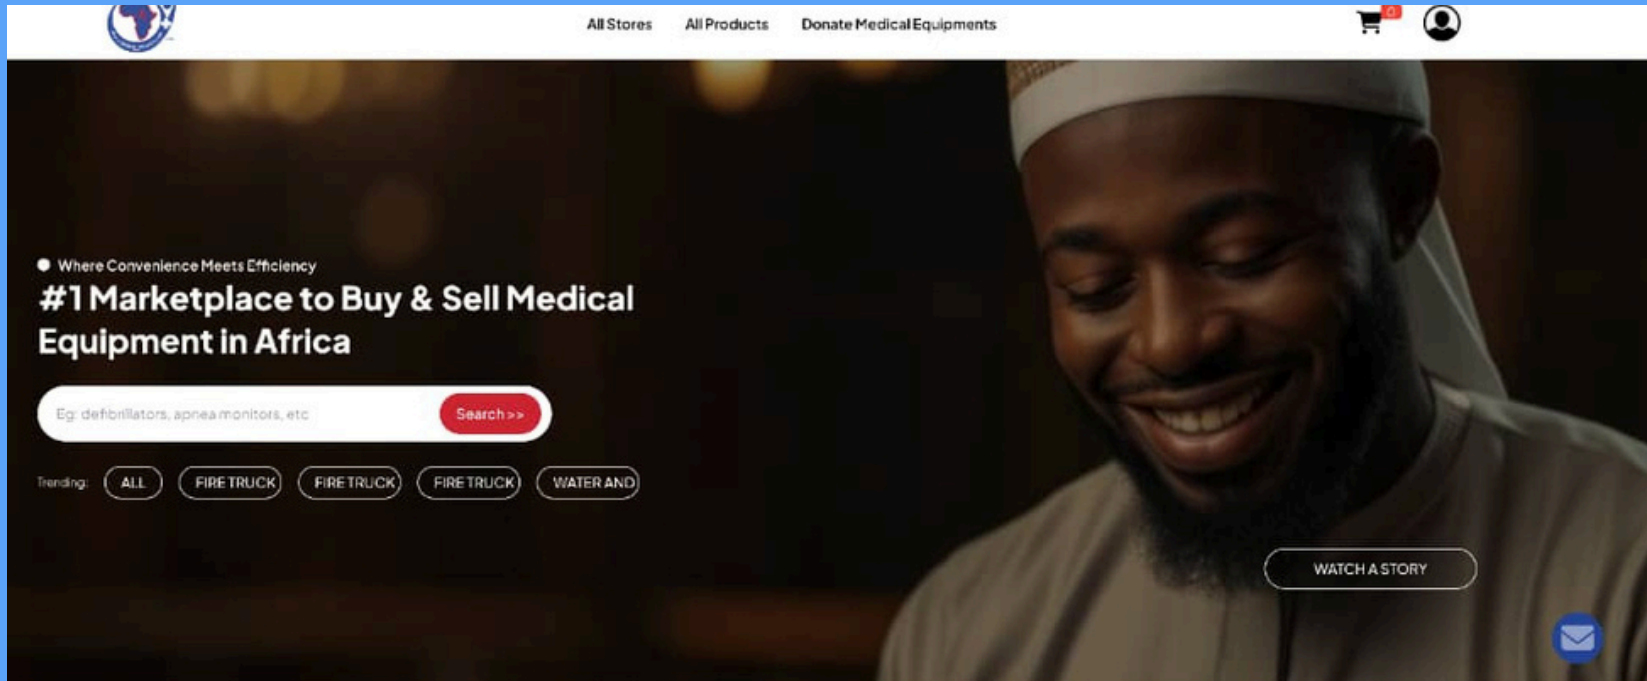 All Stores All Products Donate Medical Equipments
0
Where Convenience Meets Efficiency
#1 Marketplace to Buy & Sell Medical
Equipment in Africa
Eg: defibrillators, apnea monitors, etc
Search >>
Trending: ALL FIRE TRUCK FIRE TRUCK FIRE TRUCK WATER AND
WATCH A STORY